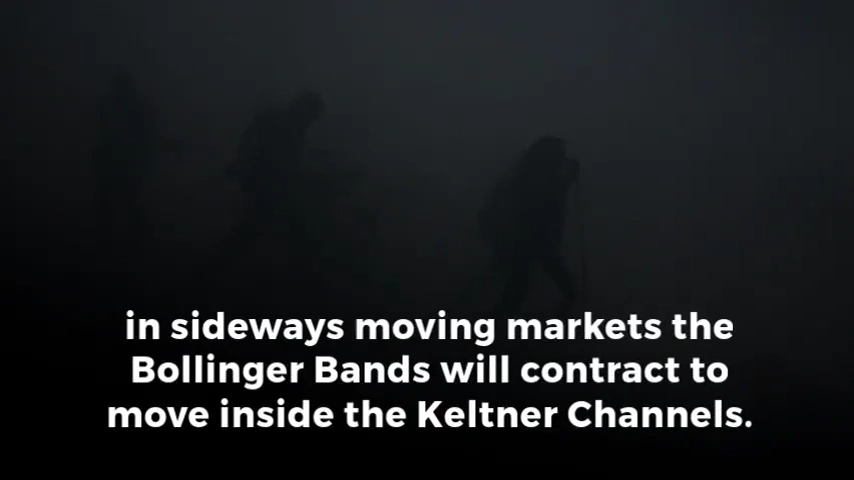 in sideways moving markets the
Bollinger Bands will contract to
move inside the Keltner Channels.